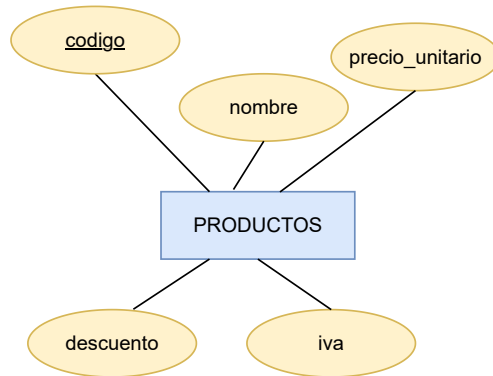 codigo
precio_unitario
nombre
PRODUCTOS
descuento
iva